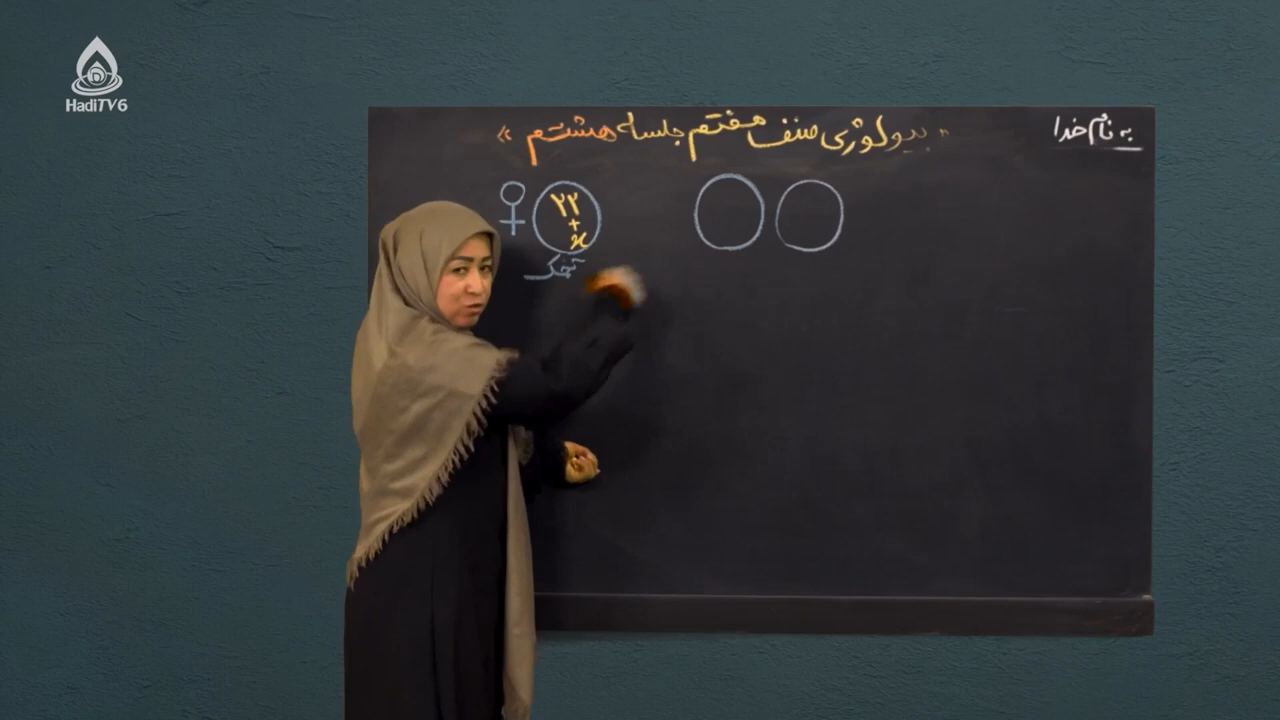 HadiTV6
به نام خدا
« بیولوژی صنف هفتم جلسه هشتم »
♀
۲۲
+
x
تخمک